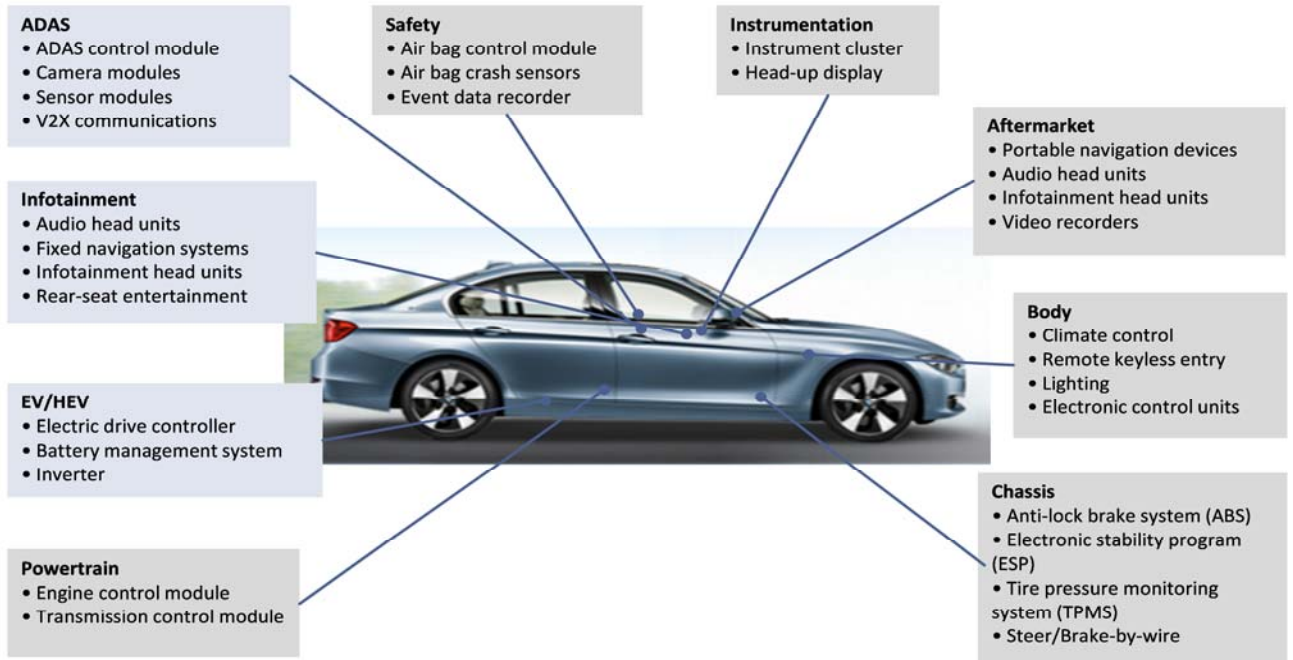 ADAS
• ADAS control module
• Camera modules
• Sensor modules
• V2X communications
Safety
• Air bag control module
• Air bag crash sensors
• Event data recorder
Instrumentation
• Instrument cluster
• Head-up display
Aftermarket
• Portable navigation devices
• Audio head units
• Infotainment head units
• Video recorders
Infotainment
• Audio head units
• Fixed navigation systems
• Infotainment head units
• Rear-seat entertainment
Body
• Climate control
• Remote keyless entry
• Lighting
• Electronic control units
EV/HEV
• Electric drive controller
• Battery management system
• Inverter
Chassis
• Anti-lock brake system (ABS)
• Electronic stability program
(ESP)
• Tire pressure monitoring
system (TPMS)
• Steer/Brake-by-wire
Powertrain
• Engine control module
• Transmission control module